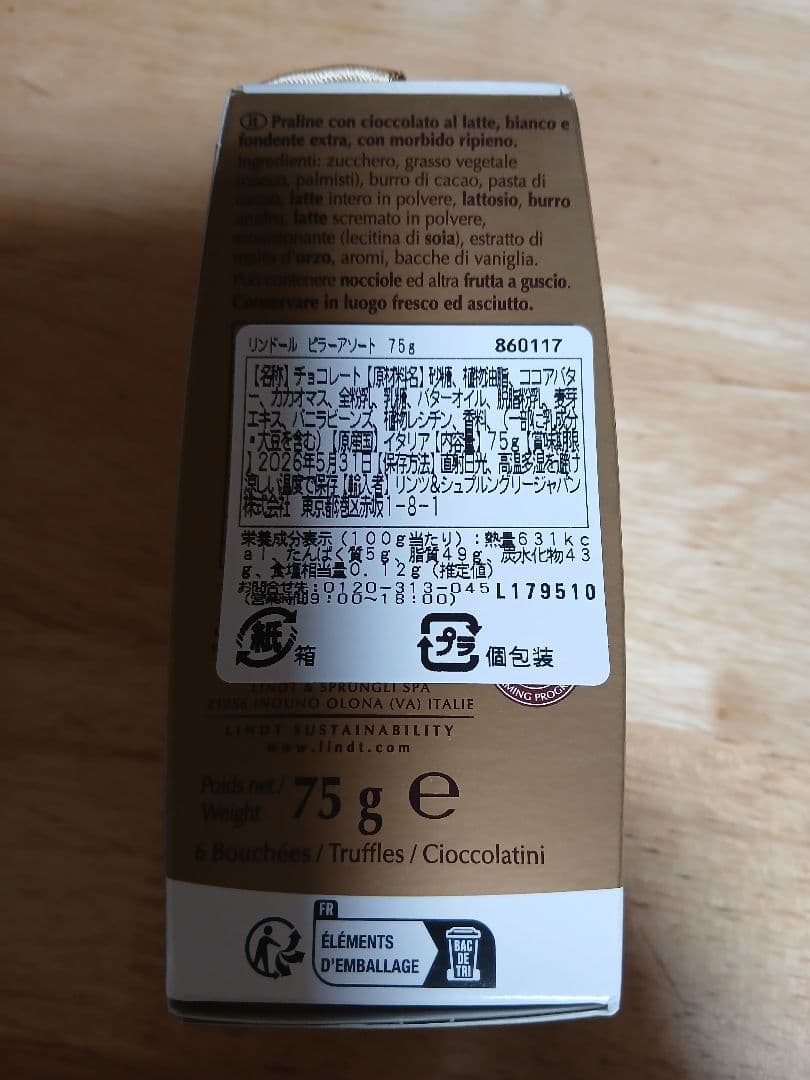 it Praline con cioccolato al latte, bianco e
fondente extra, con morbido ripieno.
Ingredienti: zucchero, grasso vegetale
palmisti), burro di cacao, pasta di
cacao, latte intero in polvere, lattosio, burro
anidro, latte scremato in polvere,
emulsionante (lecitina di soia), estratto di
malto d'orzo, aromi, bacche di vaniglia.
Può contenere nocciole ed altra frutta a guscio.
Conservare in luogo fresco ed asciutto.
リンドール ピラーアソート 75g 860117
【名称】チョコレート【原材料名】砂糖、植物油脂、ココアバタ
ー、カカオマス、全粉乳、乳糖、バターオイル、脱脂粉乳、麦芽
エキス、バニラビーンズ、植物レシチン、香料、(一部に乳成分
・大豆を含む)【原産国】イタリア【内容量】75g【賞味期限
】2026年5月31日【保存方法】直射日光、高温多湿を避け
涼しい温度で保存【輸入者】リンツ&シュプルングリージャパン
株式会社 東京都港区赤坂1-8-1
栄養成分表示(100g当たり):熱量631kc
al、たんぱく質5g、脂質49g、炭水化物43
g、食塩相当量0.12g(推定値)
お問合せ先:0120-313-045 L179510
(営業時間9:00~18:00)
紙 箱 プラ 個包装
LINDT & SPRÜNGLI SPA
21056 INDUNO OLONA (VA) ITALIE
MING PROG
LINDT SUSTAINABILITY
www.lindt.com
Poids net/
Weight 75 g e
6 Bouchées / Truffles / Cioccolatini
FR
ÉLÉMENTS
D'EMBALLAGE
BAC
DE
TRI